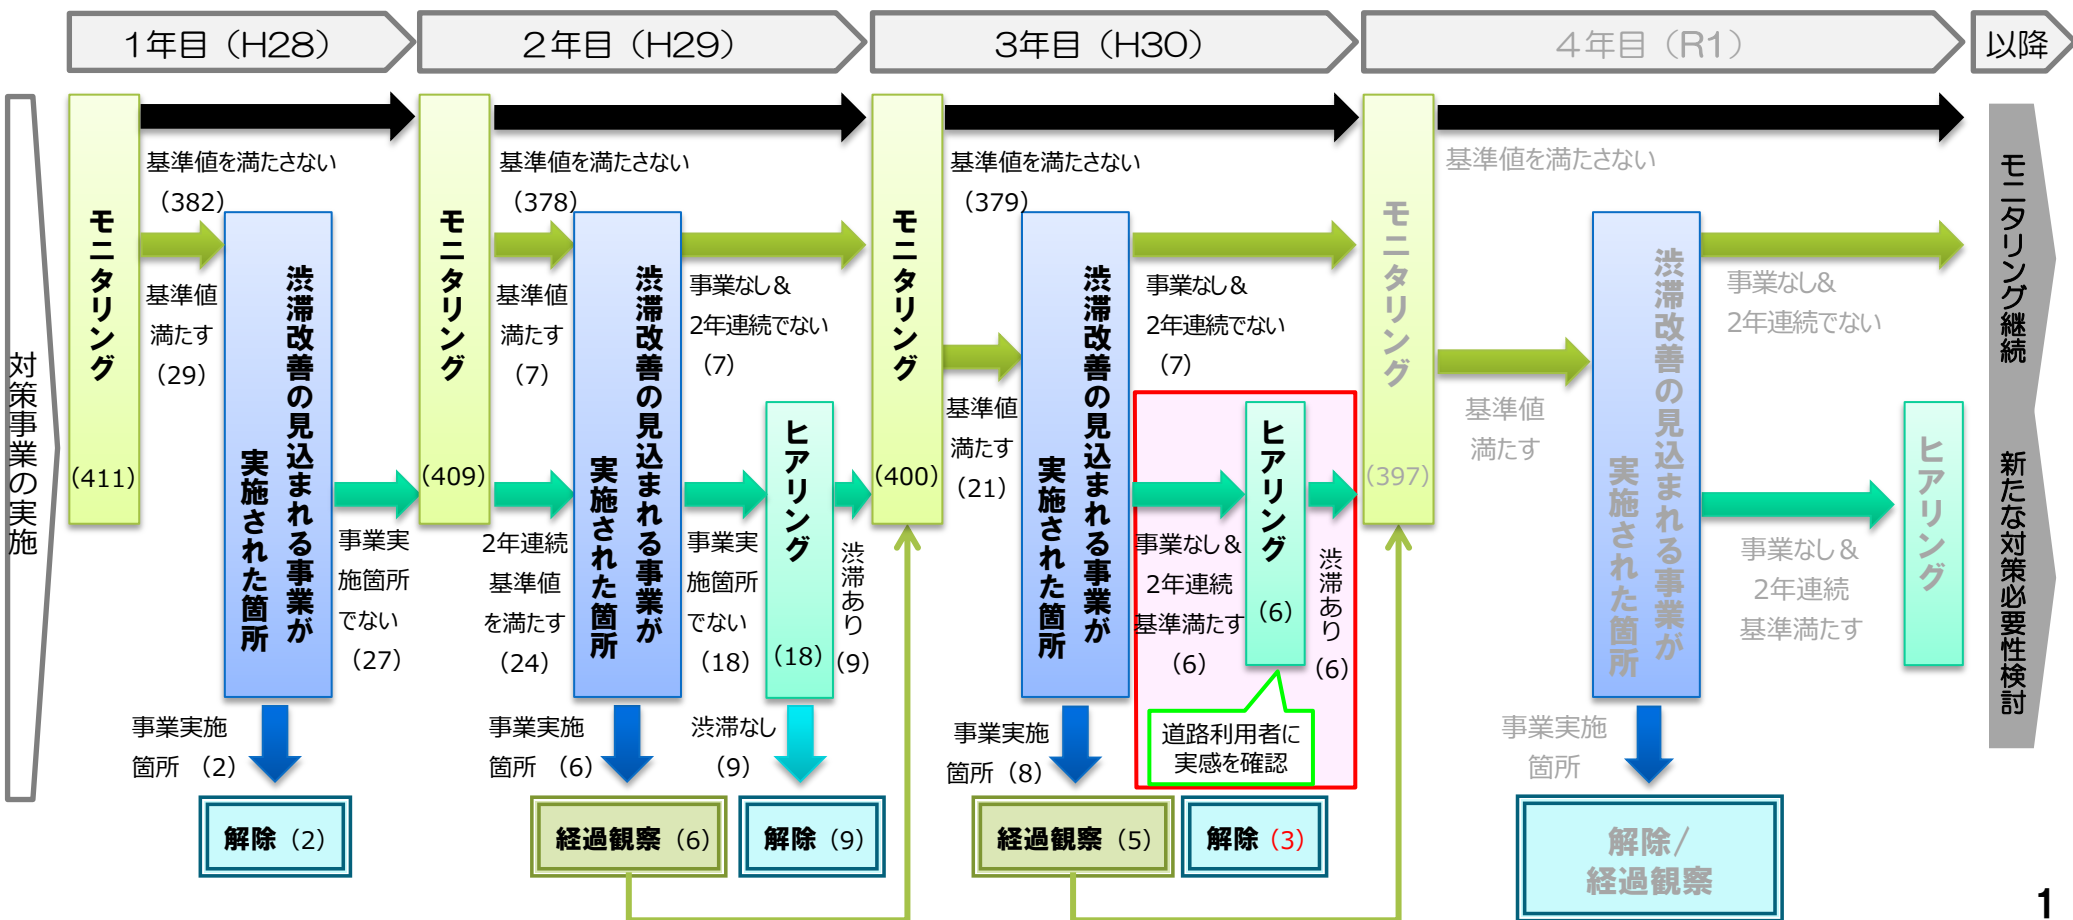 1年目（H28）
２年目（H29）
3年目（H30）
４年目（R1）
以降
対策事業の実施
モニタリング
（411）
基準値を満たさない
（382）
基準値
満たす
（29）
渋滞改善の見込まれる事業が
実施された箇所
事業実
施箇所
でない
（27）
事業実施
箇所（2）
解除（2）
モニタリング
（409）
基準値を満たさない
（378）
基準値
満たす
（7）
2年連続
基準値
を満たす
（24）
渋滞改善の見込まれる事業が
実施された箇所
事業なし＆
2年連続でない
（7）
事業実
施箇所
でない
（18）
ヒアリング
（18）
渋滞あり
（9）
事業実施
箇所（6）
渋滞なし
（9）
経過観察（6）
解除（9）
モニタリング
（400）
基準値を満たさない
（379）
基準値
満たす
（21）
渋滞改善の見込まれる事業が
実施された箇所
事業なし＆
2年連続でない
（7）
事業なし＆
2年連続
基準満たす
（6）
ヒアリング
（6）
渋滞あり
（6）
道路利用者に
実感を確認
事業実施
箇所（8）
経過観察（5）
解除（3）
モニタリング
（397）
基準値を満たさない
基準値
満たす
渋滞改善の見込まれる事業が
実施された箇所
事業なし＆
2年連続でない
事業なし＆
2年連続
基準満たす
ヒアリング
事業実施
箇所
解除/
経過観察
モニタリング継続
新たな対策必要性検討
1